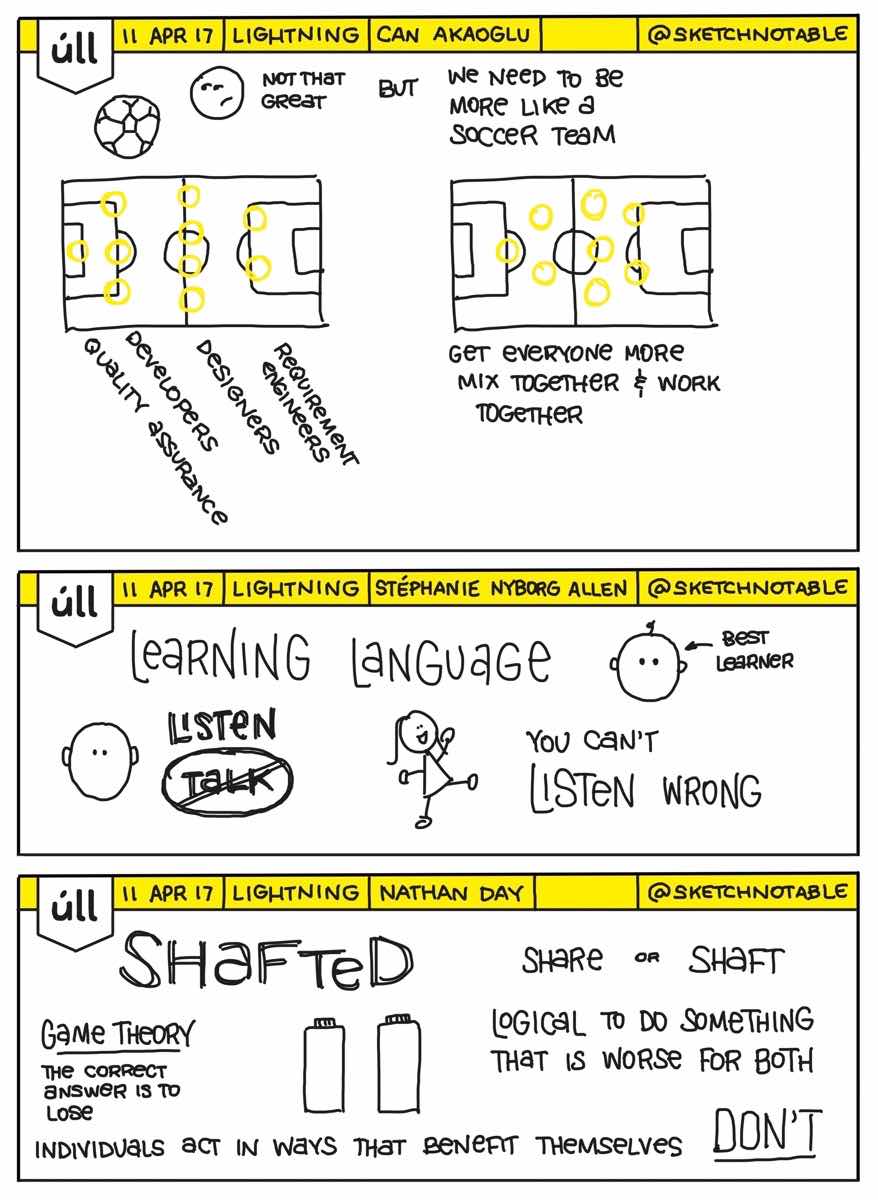 úll
11 APR 17
LIGHTNING
CAN AKAOGLU
@SKETCHNOTABLE
NOT THAT
GREAT
BUT
WE NEED TO BE
MORE LIKE A
SOCCER TEAM
QUALITY ASSURANCE
DEVELOPERS
DESIGNERS
REQUIREMENT
ENGINEERS
GET EVERYONE MORE
MIX TOGETHER & WORK
TOGETHER
úll
11 APR 17
LIGHTNING
STÉPHANIE NYBORG ALLEN
@SKETCHNOTABLE
LEARNING LANGUAGE
BEST
LEARNER
LISTEN
TALK
YOU CAN'T
LISTEN WRONG
úll
11 APR 17
LIGHTNING
NATHAN DAY
@SKETCHNOTABLE
SHAFTED
SHARE OR SHAFT
GAME THEORY
THE CORRECT
ANSWER IS TO
LOSE
LOGICAL TO DO SOMETHING
THAT IS WORSE FOR BOTH
INDIVIDUALS ACT IN WAYS THAT BENEFIT THEMSELVES
DON'T